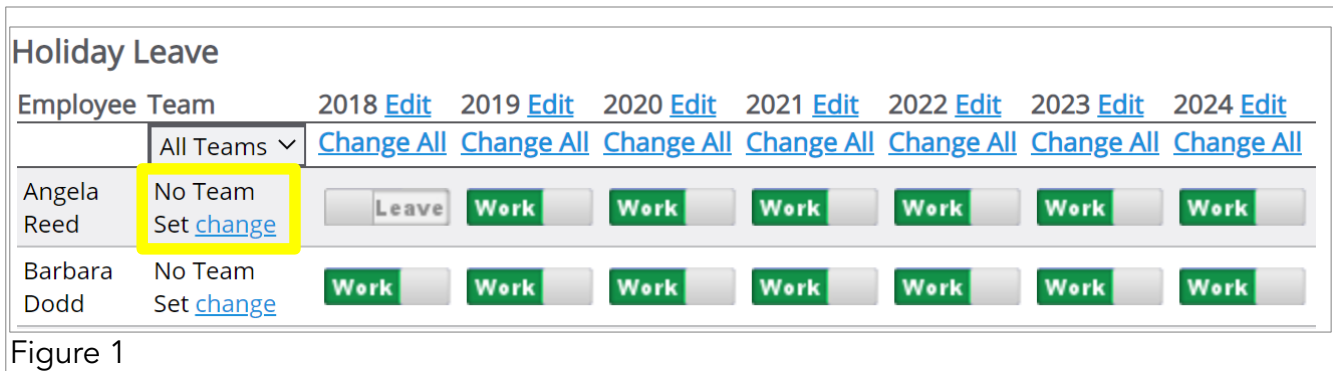 Holiday Leave
Employee Team 2018 Edit 2019 Edit 2020 Edit 2021 Edit 2022 Edit 2023 Edit 2024 Edit
All Teams Change All Change All Change All Change All Change All Change All Change All
Angela No Team
Reed Set change Leave Work Work Work Work Work Work
Barbara No Team
Dodd Set change Work Work Work Work Work Work Work
Figure 1